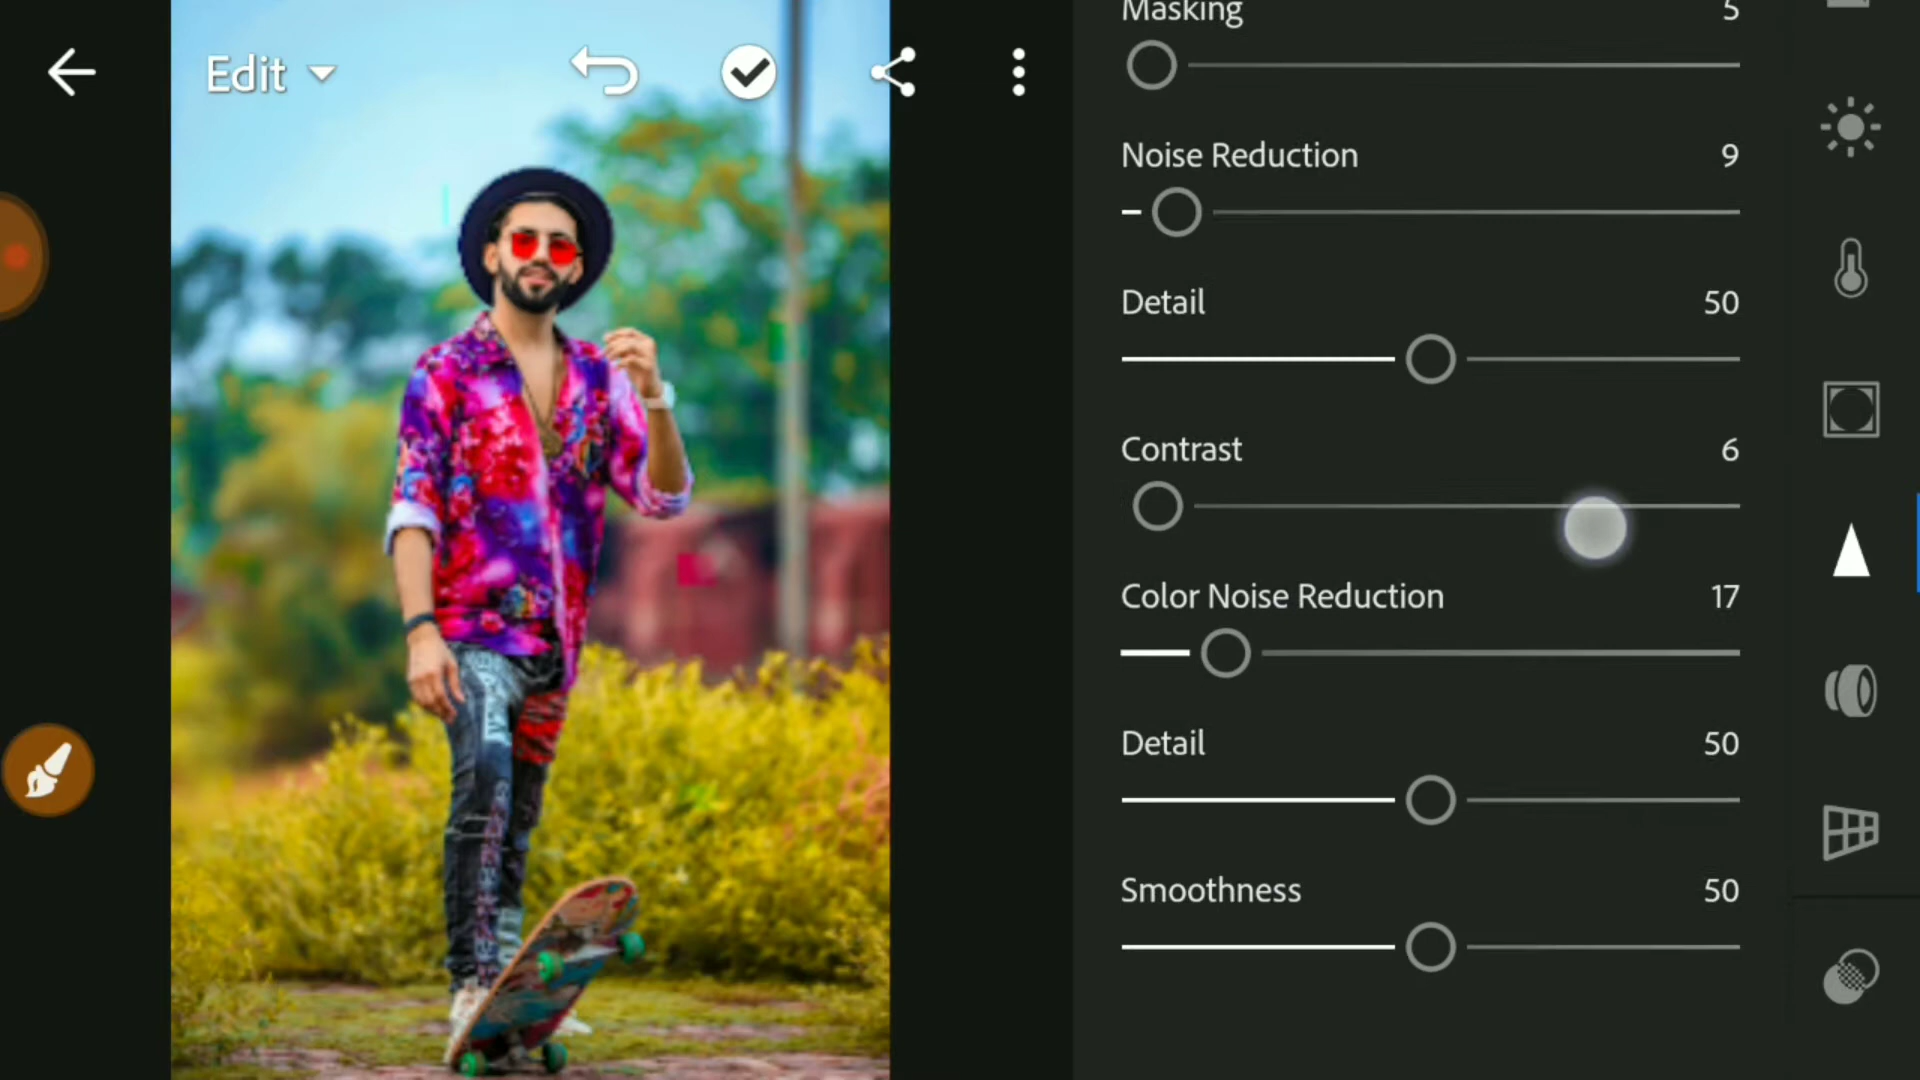 Edit
Masking 5
Noise Reduction 9
Detail 50
Contrast 6
Color Noise Reduction 17
Detail 50
Smoothness 50